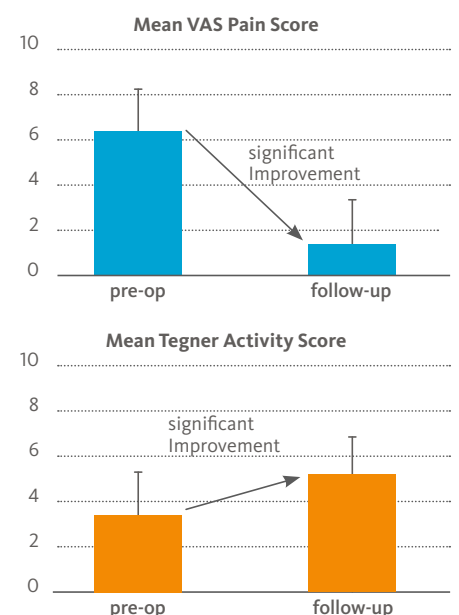 Mean VAS Pain Score
10
8
6
4
2
0
significant
Improvement
pre-op
follow-up
Mean Tegner Activity Score
10
8
6
4
2
0
significant
Improvement
pre-op
follow-up